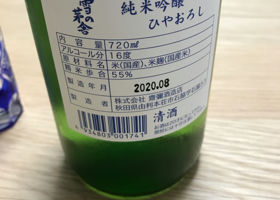 雪の茅舎
純米吟醸
ひやおろし
内容量 720ml
アルコール分 16度
原材料名 米(国産)、米麹(国産米)
精米歩合 55%
製造年月 2020.08
製造者 株式会社 齋彌酒造店
秋田県由利本荘市石脇字石脇53
清酒
4934803001741